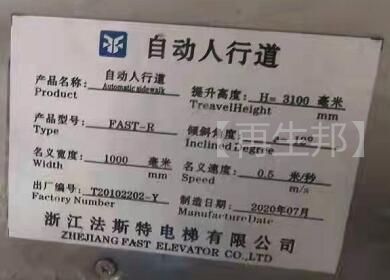 自动人行道
产品名称: 自动人行道 提升高度: H= 3100 毫米
Product Automatic sidewalk TreavelHeight mm
产品型号: FAST-R 倾斜角度:
Type Inclined Degree
名义宽度: 1000 毫米 名义速度: 0.5 米/秒
Width mm Speed m/s
出厂编号: T20102202-Y 制造日期: 2020年07月
Factory Number ManufactureDate
浙江法斯特电梯有限公司
ZHEJIANG FAST ELEVATOR CO.,LTD
【再生邦】